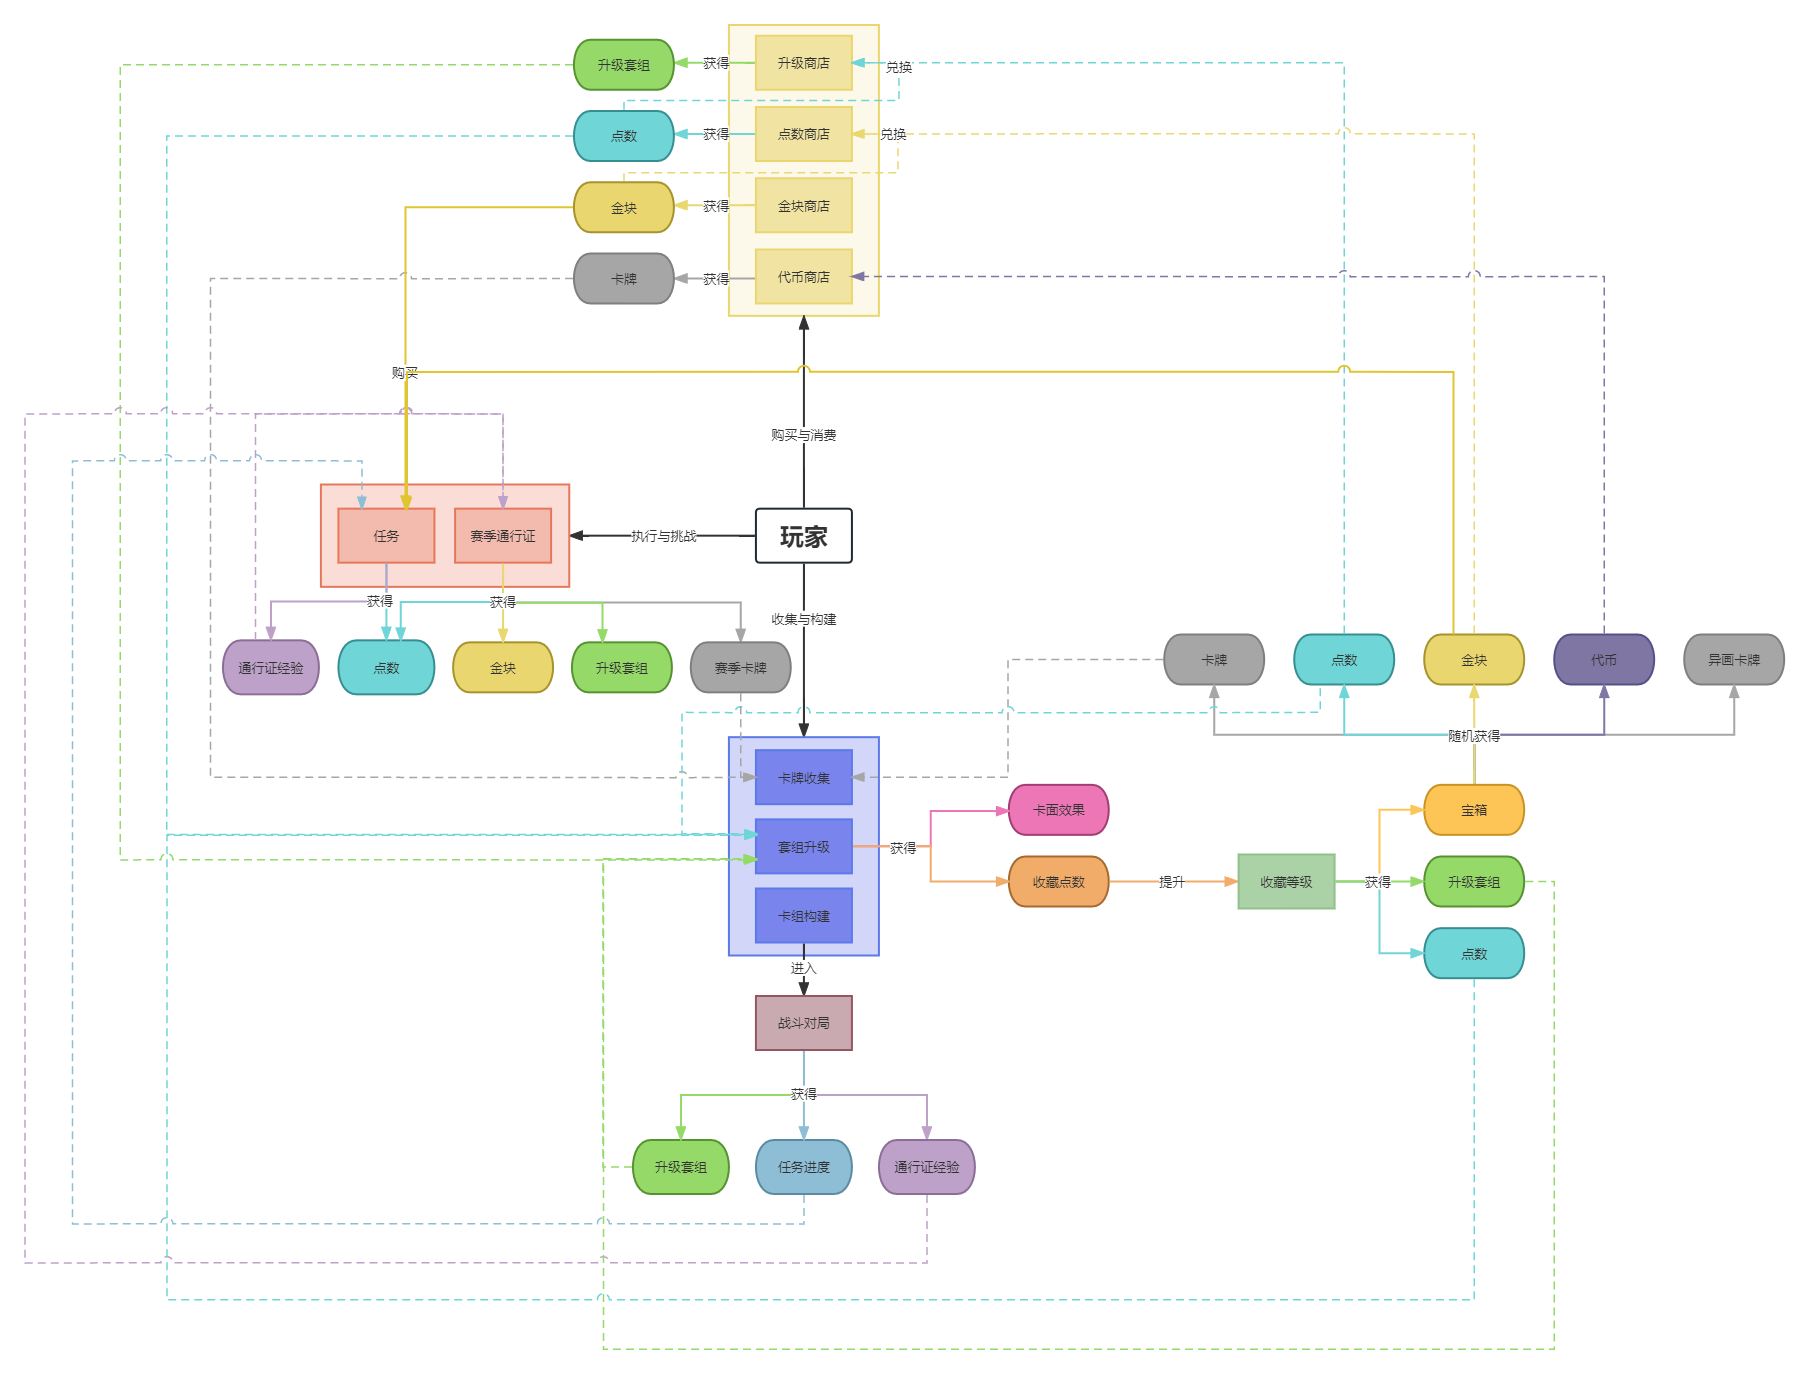 升级套组
获得
升级商店
兑换
点数
获得
点数商店
兑换
金块
获得
金块商店
卡牌
获得
代币商店
购买
购买与消费
任务
赛季通行证
执行与挑战
玩家
获得
获得
收集与构建
通行证经验
点数
金块
升级套组
赛季卡牌
卡牌
点数
金块
代币
异画卡牌
随机获得
卡牌收集
卡面效果
宝箱
套组升级
获得
收藏点数
提升
收藏等级
获得
升级套组
卡组构建
点数
进入
战斗对局
获得
升级套组
任务进度
通行证经验